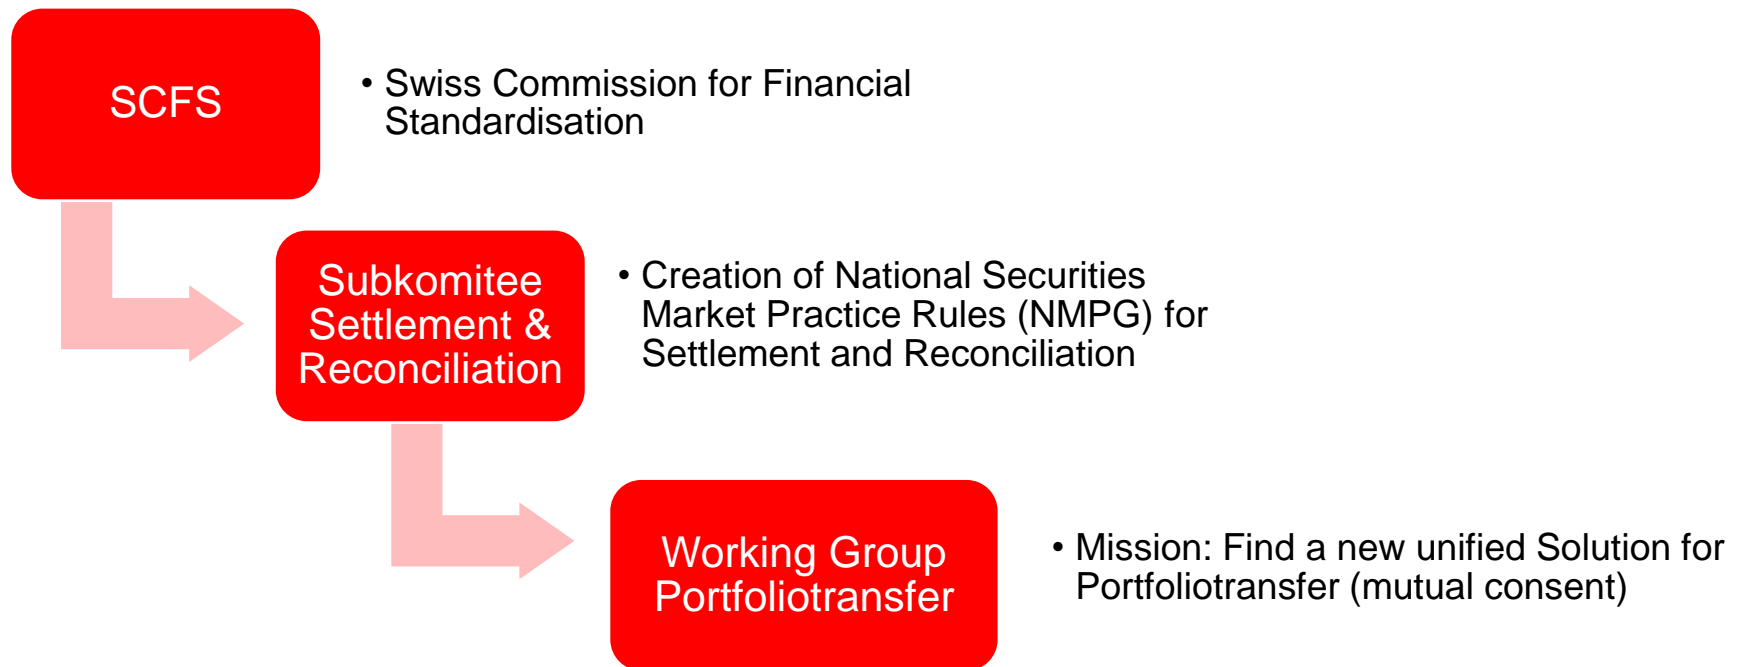 SCFS
• Swiss Commission for Financial
Standardisation
Subkomitee
Settlement &
Reconciliation
• Creation of National Securities
Market Practice Rules (NMPG) for
Settlement and Reconciliation
Working Group
Portfoliotransfer
• Mission: Find a new unified Solution for
Portfoliotransfer (mutual consent)